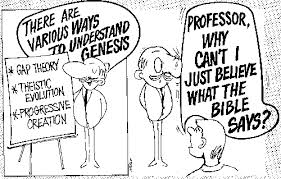 THERE ARE
VARIOUS WAYS
TO UNDERSTAND
GENESIS
* GAP THEORY
* THEISTIC
EVOLUTION
* PROGRESSIVE
CREATION
PROFESSOR,
WHY
CAN'T I
JUST BELIEVE
WHAT THE
BIBLE
SAYS?